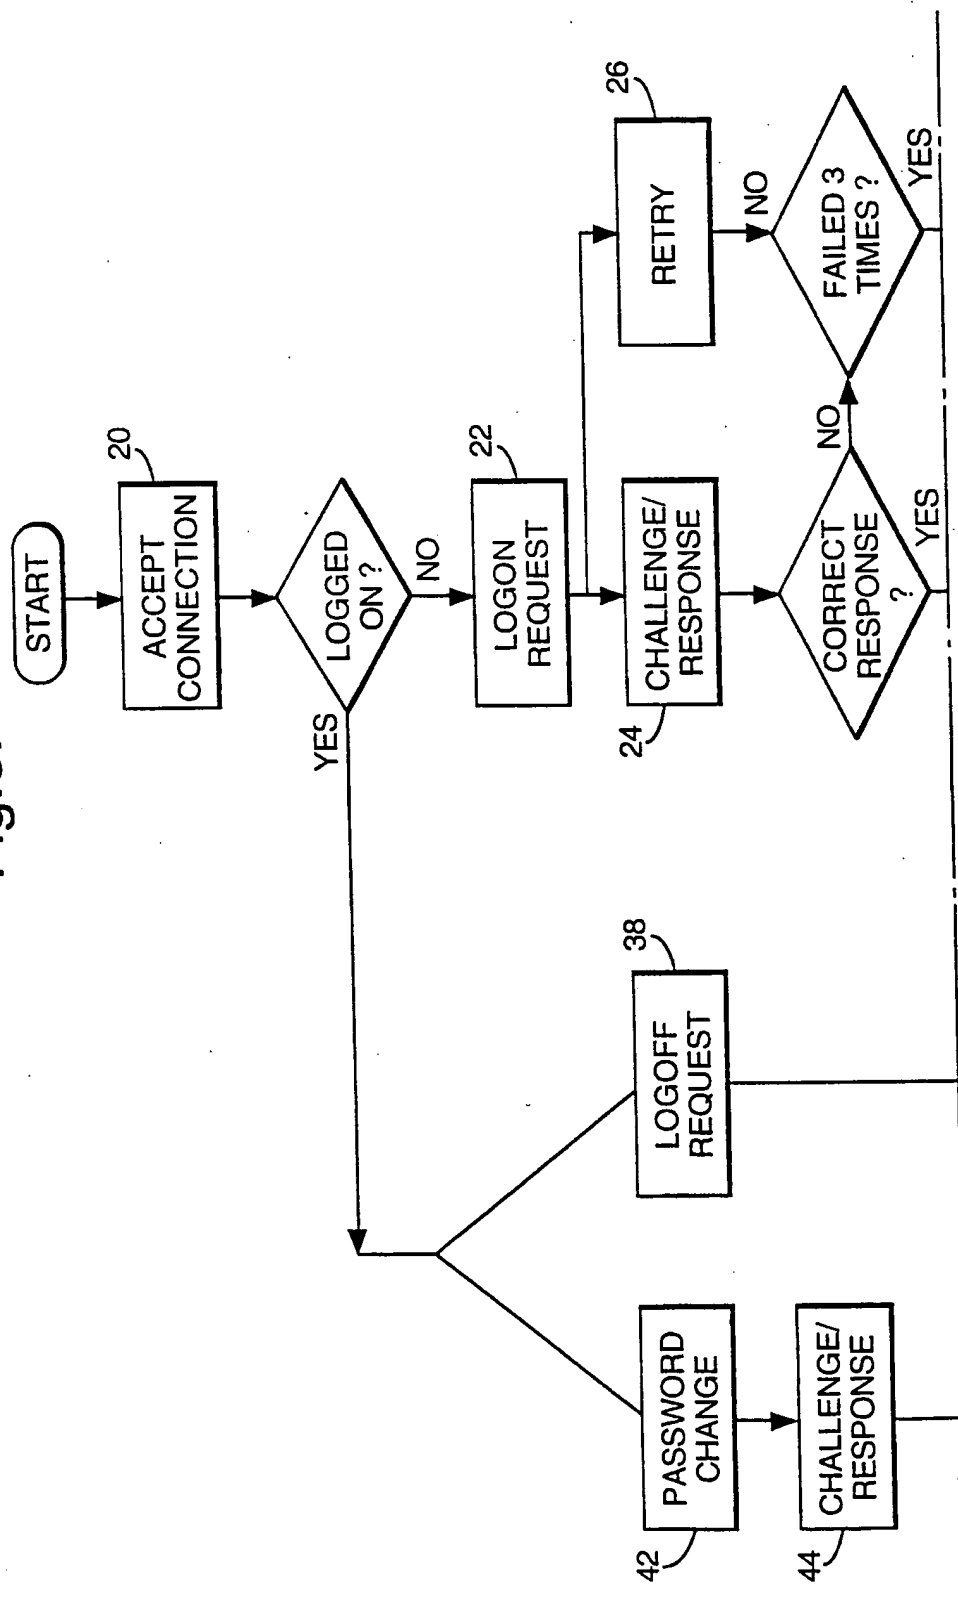 START
20
ACCEPT
CONNECTION
LOGGED
ON ?
YES
NO
22
LOGON
REQUEST
26
RETRY
NO
24
CHALLENGE/
RESPONSE
CORRECT
RESPONSE
?
NO
YES
FAILED 3
TIMES ?
YES
38
LOGOFF
REQUEST
42
PASSWORD
CHANGE
44
CHALLENGE/
RESPONSE